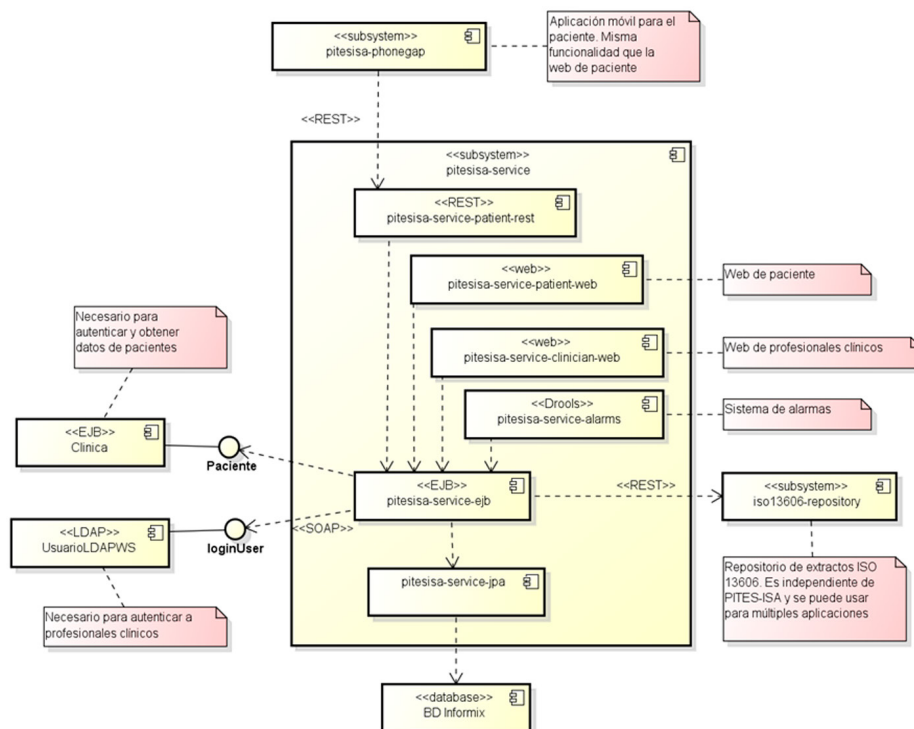 <<subsystem>>
pitesisa-phonegap
Aplicación móvil para el
paciente. Misma
funcionalidad que la
web de paciente
<<REST>>
<<subsystem>>
pitesisa-service
<<REST>>
pitesisa-service-patient-rest
<<web>>
pitesisa-service-patient-web
Web de paciente
Necesario para
autenticar y obtener
datos de pacientes
<<web>>
pitesisa-service-clinician-web
Web de profesionales clínicos
<<Drools>>
pitesisa-service-alarms
Sistema de alarmas
<<EJB>>
Clinica
Paciente
<<EJB>>
pitesisa-service-ejb
<<REST>>
<<subsystem>>
iso13606-repository
<<LDAP>>
UsuarioLDAPWS
loginUser
<<SOAP>>
pitesisa-service-jpa
Repositorio de extractos ISO
13606. Es independiente de
PITES-ISA y se puede usar
para múltiples aplicaciones
Necesario para autenticar a
profesionales clínicos
<<database>>
BD Informix